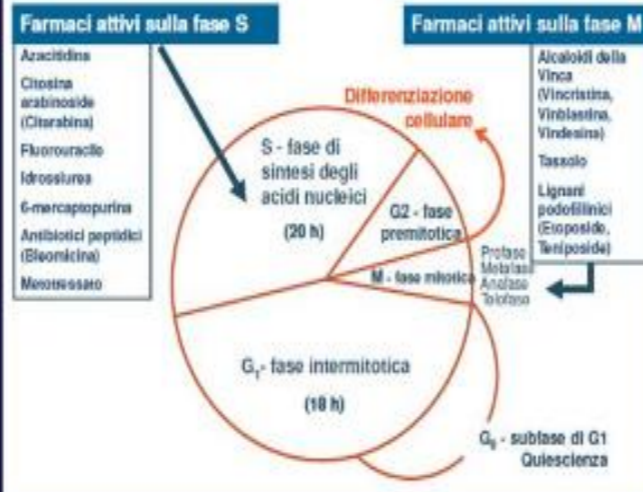 Farmaci attivi sulla fase S
Azacitidina
Citosina
arabinoside
(Citarabina)
Fluorouracile
Idrossiurea
6-mercaptopurina
Antibiotici peptidici
(Bleomicina)
Metotressato
Farmaci attivi sulla fase M
Alcaloidi della
Vinca
(Vincristina,
Vinblastina,
Vindesina)
Tassolo
Lignani
podofillinici
(Etoposide,
Teniposide)
Differenziazione
cellulare
S - fase di
sintesi degli
acidi nucleici
(20 h)
G2 - fase
premitotica
M - fase mitotica
Profase
Metafase
Anafase
Telofase
G₁- fase intermitotica
(18 h)
G₀ - subfase di G1
Quiescienza